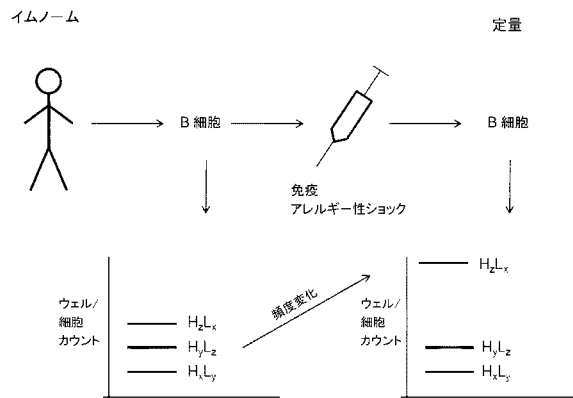 イムノーム
定量
B 細胞
B 細胞
免疫
アレルギー性ショック
ウェル/
細胞
カウント
HzLx
HyLz
HxLy
頻度変化
ウェル/
細胞
カウント
HzLx
HyLz
HxLy